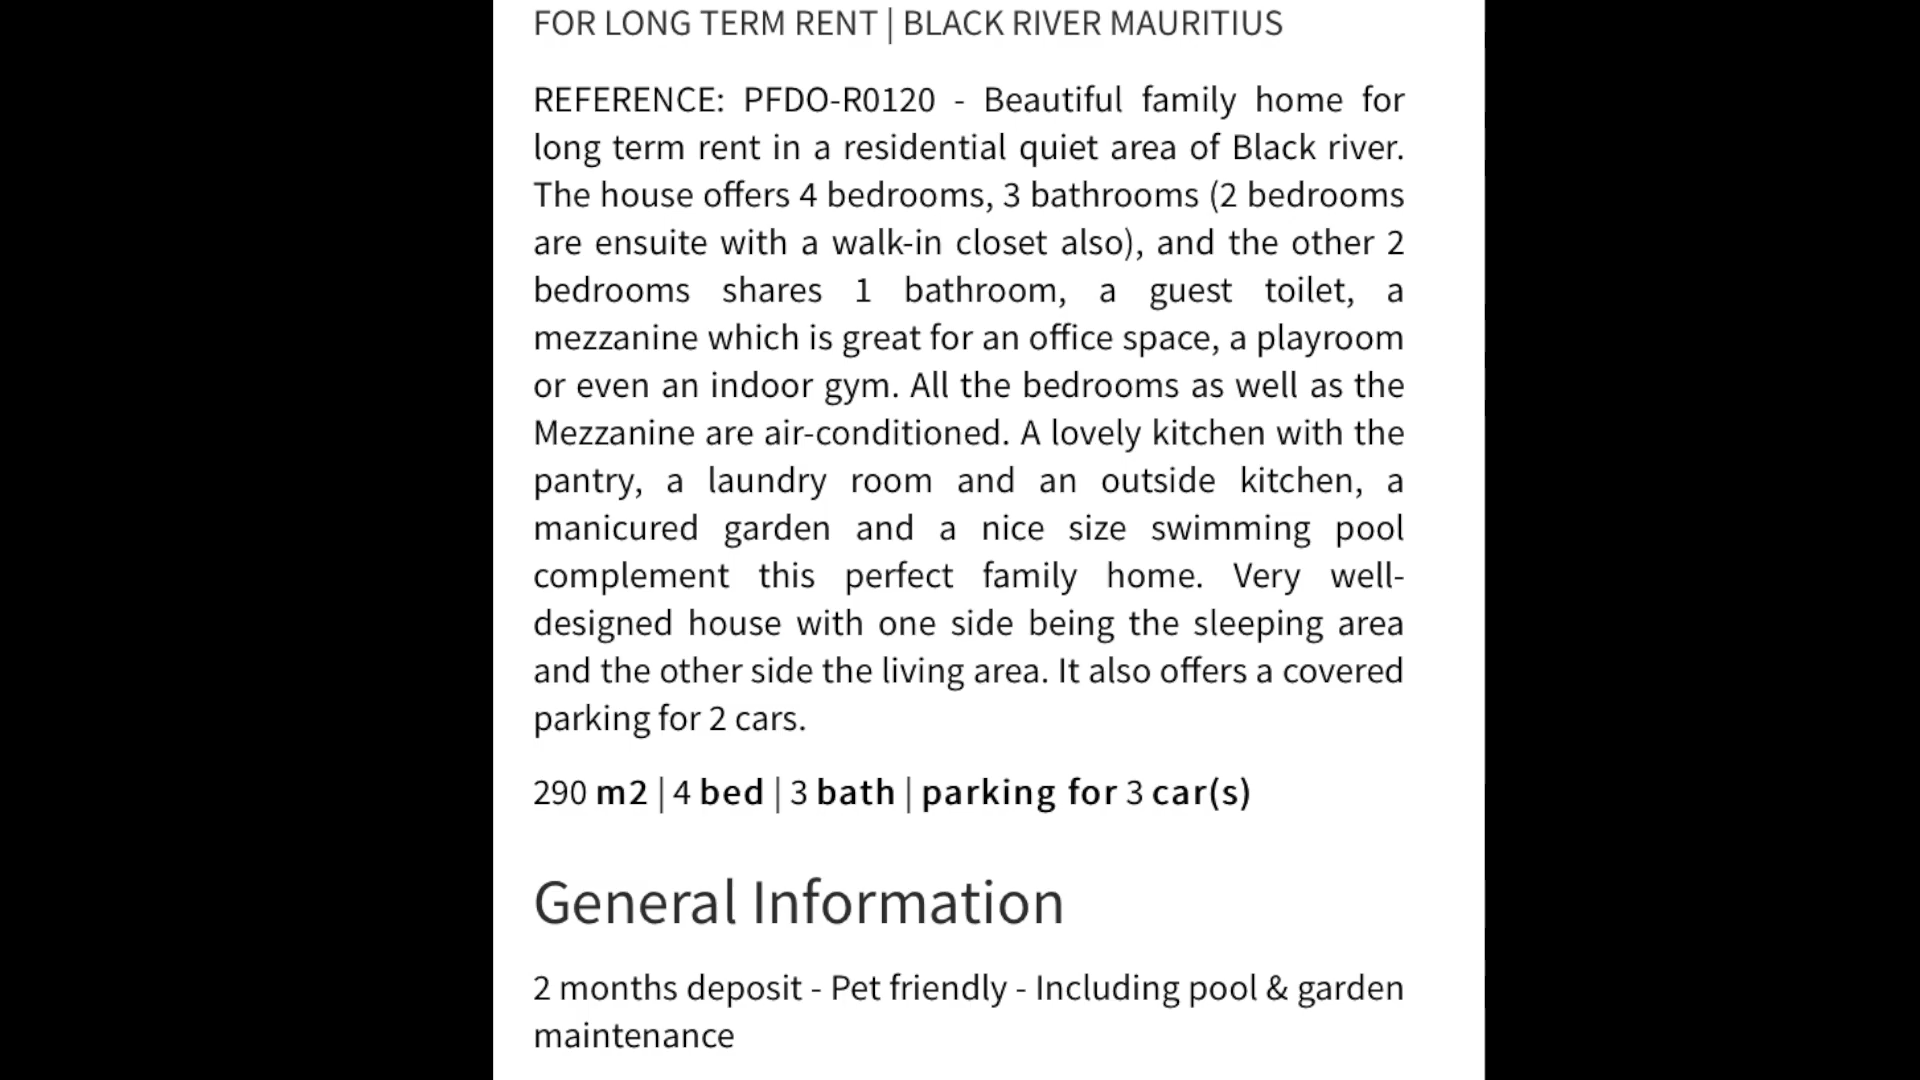 FOR LONG TERM RENT | BLACK RIVER MAURITIUS
REFERENCE: PFDO-R0120 - Beautiful family home for
long term rent in a residential quiet area of Black river.
The house offers 4 bedrooms, 3 bathrooms (2 bedrooms
are ensuite with a walk-in closet also), and the other 2
bedrooms shares 1 bathroom, a guest toilet, a
mezzanine which is great for an office space, a playroom
or even an indoor gym. All the bedrooms as well as the
Mezzanine are air-conditioned. A lovely kitchen with the
pantry, a laundry room and an outside kitchen, a
manicured garden and a nice size swimming pool
complement this perfect family home. Very well-
designed house with one side being the sleeping area
and the other side the living area. It also offers a covered
parking for 2 cars.
290 m2 | 4 bed | 3 bath | parking for 3 car(s)
General Information
2 months deposit - Pet friendly - Including pool & garden
maintenance